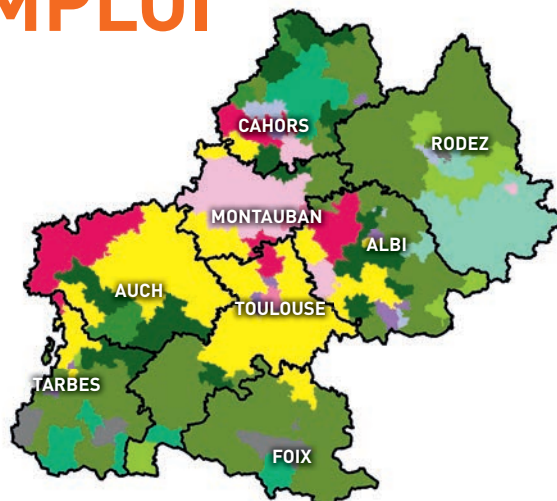 MPLOI
CAHORS
RODEZ
MONTAUBAN
ALBI
AUCH
TOULOUSE
TARBES
FOIX